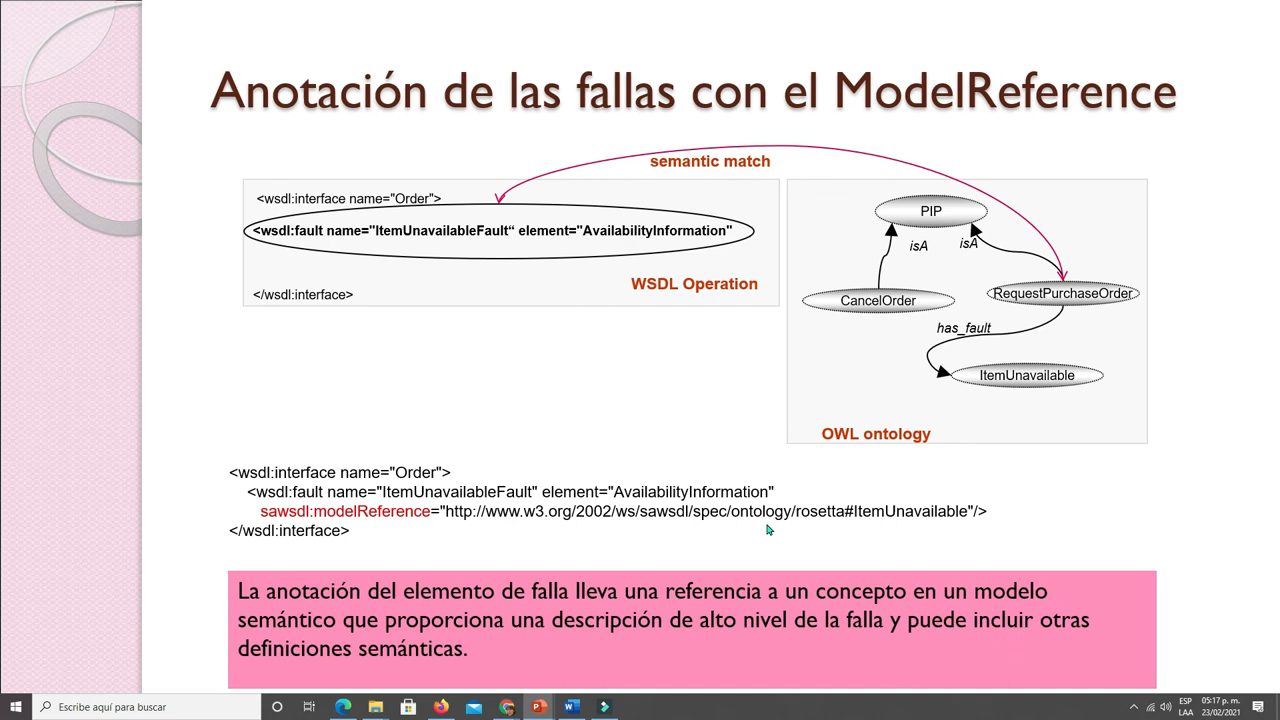 Anotación de las fallas con el ModelReference
semantic match
<wsdl:interface name="Order">
<wsdl:fault name="ItemUnavailableFault“ element="AvailabilityInformation"
WSDL Operation
</wsdl:interface>
PIP
isA
isA
CancelOrder
RequestPurchaseOrder
has_fault
ItemUnavailable
OWL ontology
<wsdl:interface name="Order">
<wsdl:fault name="ItemUnavailableFault" element="AvailabilityInformation"
sawsdl:modelReference="http://www.w3.org/2002/ws/sawsdl/spec/ontology/rosetta#ItemUnavailable"/>
</wsdl:interface>
La anotación del elemento de falla lleva una referencia a un concepto en un modelo
semántico que proporciona una descripción de alto nivel de la falla y puede incluir otras
definiciones semánticas.
Escribe aquí para buscar
ESP
LAA
05:17 p. m.
23/02/2021